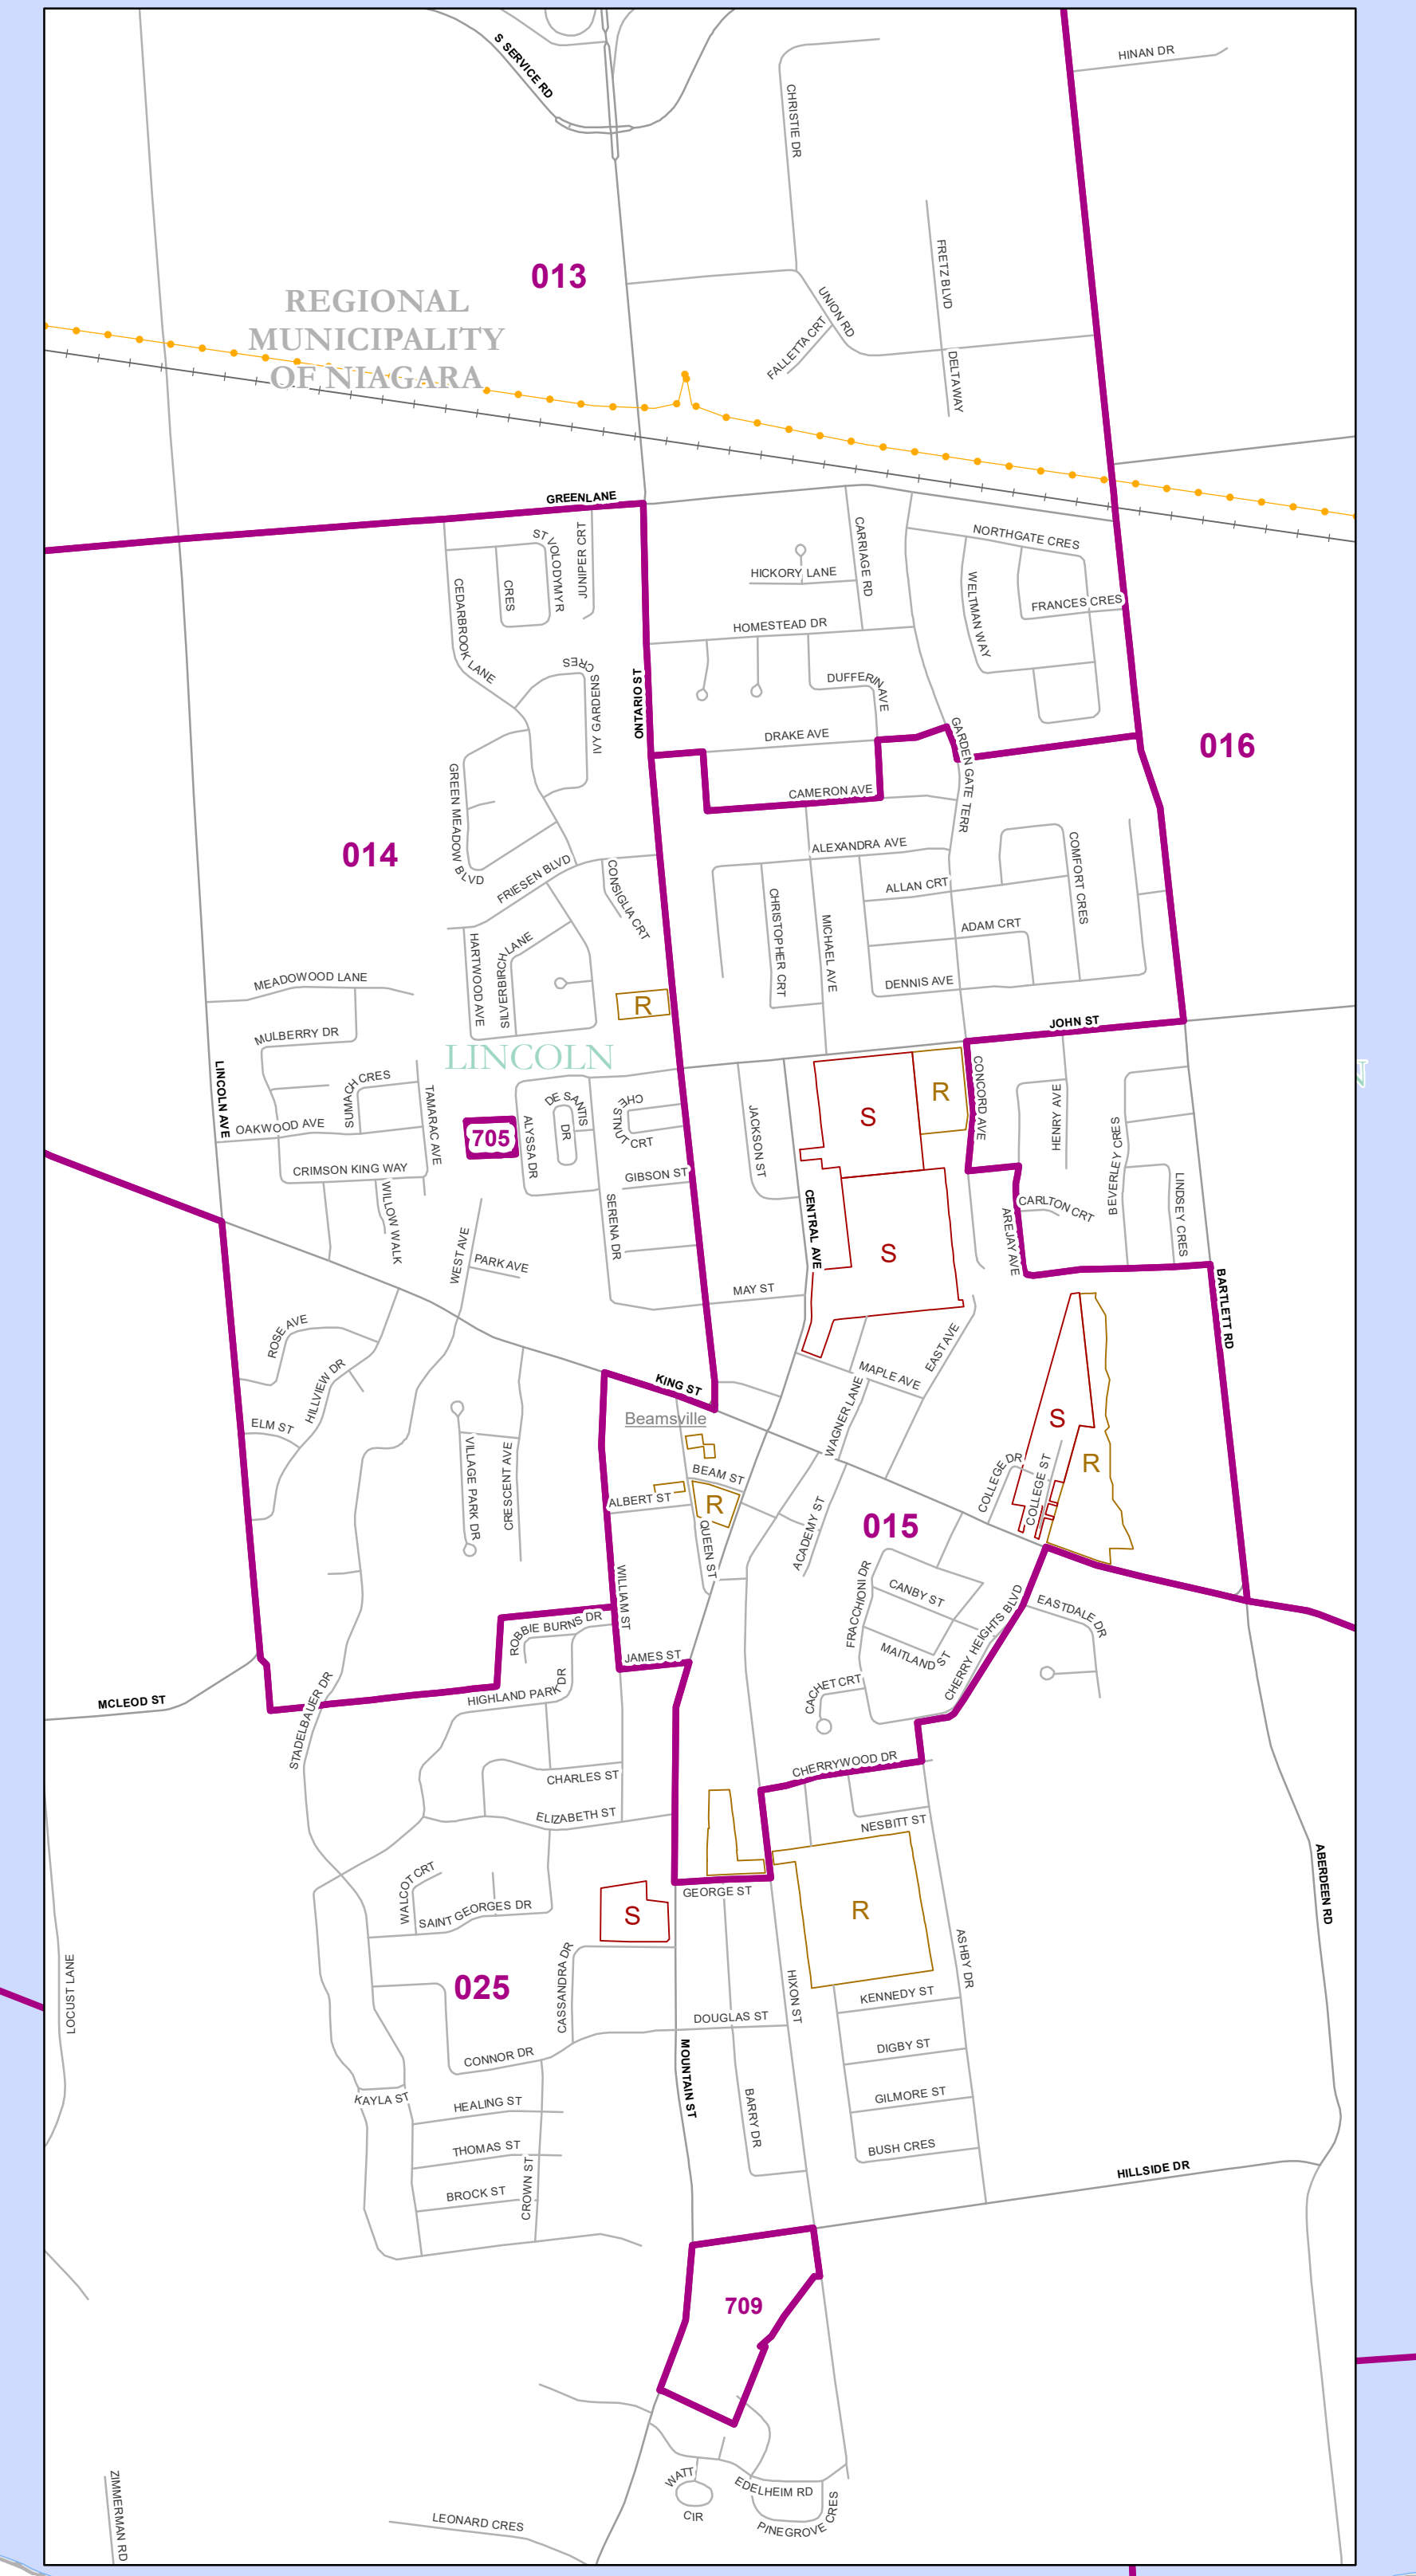 S SERVICE RD
HINAN DR
CHRISTIE DR
FRETZ BLVD
013
REGIONAL
MUNICIPALITY
OF NIAGARA
UNION RD
FALLETTA CRT
DELTAWAY
GREENLANE
ST VOLODYMYR
CRES
JUNIPER CRT
CARRIAGE RD
NORTHGATE CRES
HICKORY LANE
CEDARBROOK LANE
WELTMAN WAY
FRANCES CRES
HOMESTEAD DR
CRES
IVY GARDENS
ONTARIO ST
DUFFERIN AVE
DRAKE AVE
GARDEN GATE TERR
016
GREEN MEADOW BLVD
CAMERON AVE
014
ALEXANDRA AVE
COMFORT CRES
FRIESEN BLVD
CONSIGLIA CRT
CHRISTOPHER CRT
MICHAEL AVE
ALLAN CRT
ADAM CRT
HARTWOOD AVE
SILVERBIRCH LANE
MEADOWOOD LANE
DENNIS AVE
R
MULBERRY DR
JOHN ST
LINCOLN
N
LINCOLN AVE
SUMACH CRES
TAMARAC AVE
OAKWOOD AVE
705
ALYSSA DR
DE SANTIS
DR
CHESTNUT
CRT
JACKSON ST
S
R
CONCORD AVE
HENRY AVE
BEVERLEY CRES
CRIMSON KING WAY
GIBSON ST
WILLOW WALK
SERENA DR
CENTRAL AVE
S
CARLTON CRT
AREJAY AVE
LINDSEY CRES
WEST AVE
PARK AVE
MAY ST
BARTLETT RD
ROSE AVE
HILLVIEW DR
EAST AVE
KING ST
MAPLE AVE
ELM ST
Beamsville
WAGNER LANE
S
VILLAGE PARK DR
CRESCENT AVE
BEAM ST
COLLEGE DR
COLLEGE ST
R
ALBERT ST
R
QUEEN ST
ACADEMY ST
015
WILLIAM ST
FRACCHIONI DR
CANBY ST
CHERRY HEIGHTS BLVD
EASTDALE DR
ROBBIE BURNS DR
MAITLAND ST
JAMES ST
HIGHLAND PARK DR
CACHET CRT
MCLEOD ST
STADELBAUER DR
CHERRYWOOD DR
CHARLES ST
ELIZABETH ST
NESBITT ST
ABERDEEN RD
WALCOT CRT
GEORGE ST
SAINT GEORGES DR
S
R
LOCUST LANE
CASSANDRA DR
ASHBY DR
025
HIXON ST
KENNEDY ST
DOUGLAS ST
DIGBY ST
CONNOR DR
MOUNTAIN ST
KAYLA ST
HEALING ST
BARRY DR
GILMORE ST
THOMAS ST
BUSH CRES
CROWN ST
BROCK ST
HILLSIDE DR
709
ZIMMERMAN RD
WATT
CIR
EDELHEIM RD
PINEGROVE CRES
LEONARD CRES